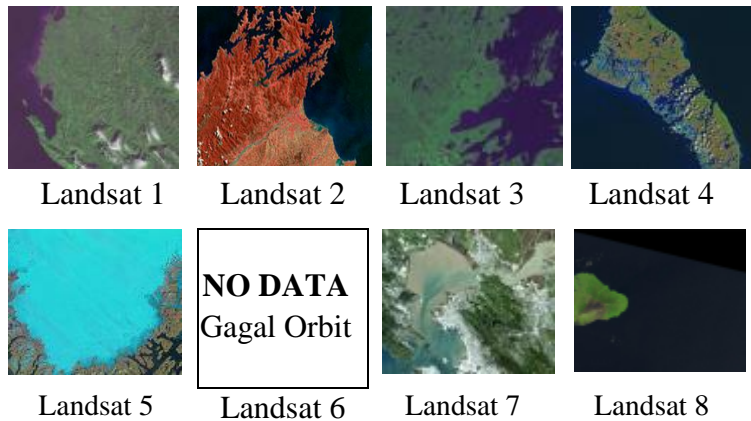 Landsat 1
Landsat 2
Landsat 3
Landsat 4
NO DATA
Gagal Orbit
Landsat 5
Landsat 6
Landsat 7
Landsat 8